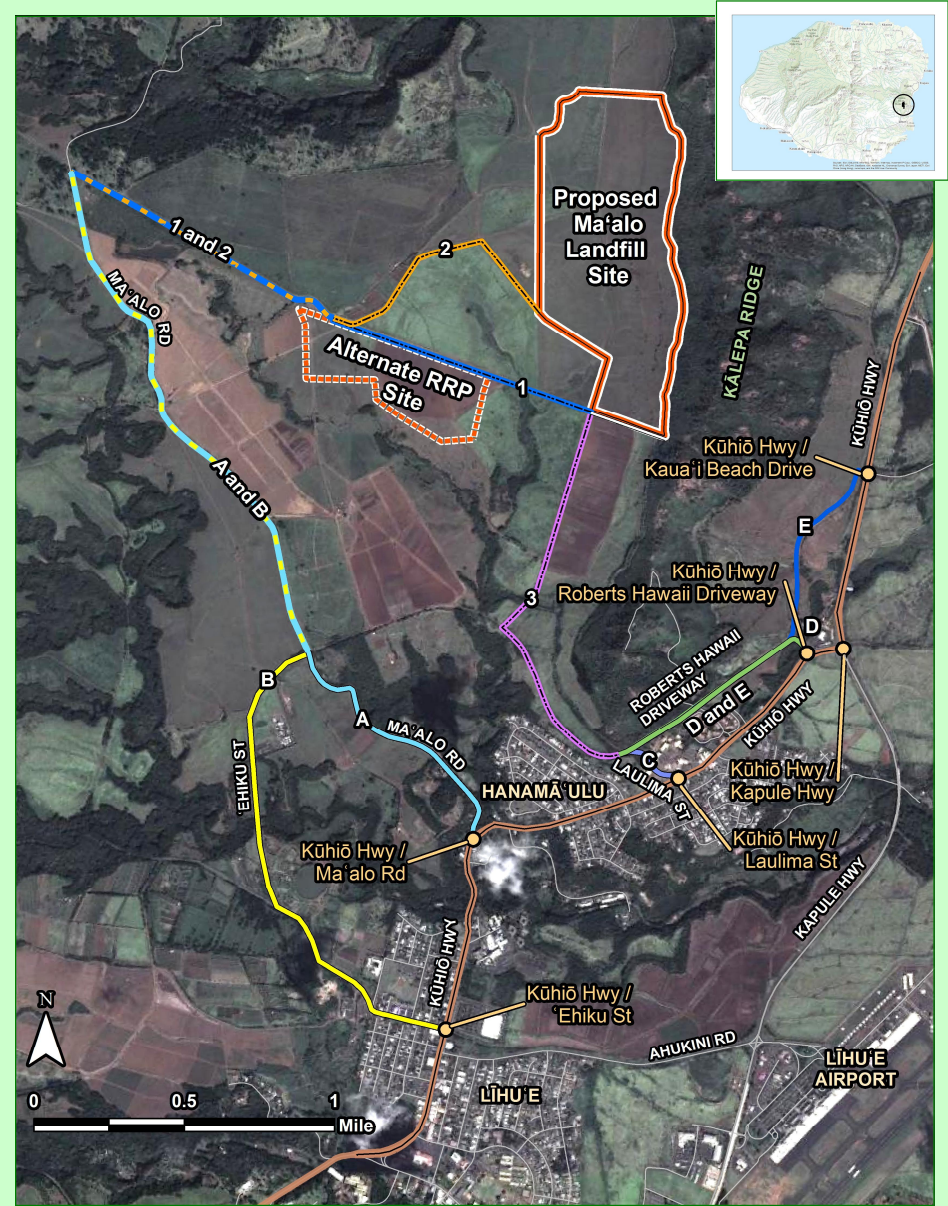 Proposed
Maʻalo
Landfill
Site
1 and 2
2
MAʻALO RD
KĀLEPA RIDGE
Alternate RRP
Site
1
KŪHIŌ HWY
Kūhiō Hwy /
Kauaʻi Beach Drive
A and B
E
Kūhiō Hwy /
Roberts Hawaii Driveway
3
D
ROBERTS HAWAII
DRIVEWAY
B
D and E
KŪHIŌ HWY
A
MAʻALO RD
ʻEHIKU ST
C
LAULIMA ST
HANAMĀʻULU
Kūhiō Hwy /
Kapule Hwy
Kūhiō Hwy /
Maʻalo Rd
Kūhiō Hwy /
Laulima St
KAPULE HWY
KŪHIŌ HWY
Kūhiō Hwy /
ʻEhiku St
N
AHUKINI RD
LĪHUʻE
AIRPORT
LĪHUʻE
0 0.5 1
Mile